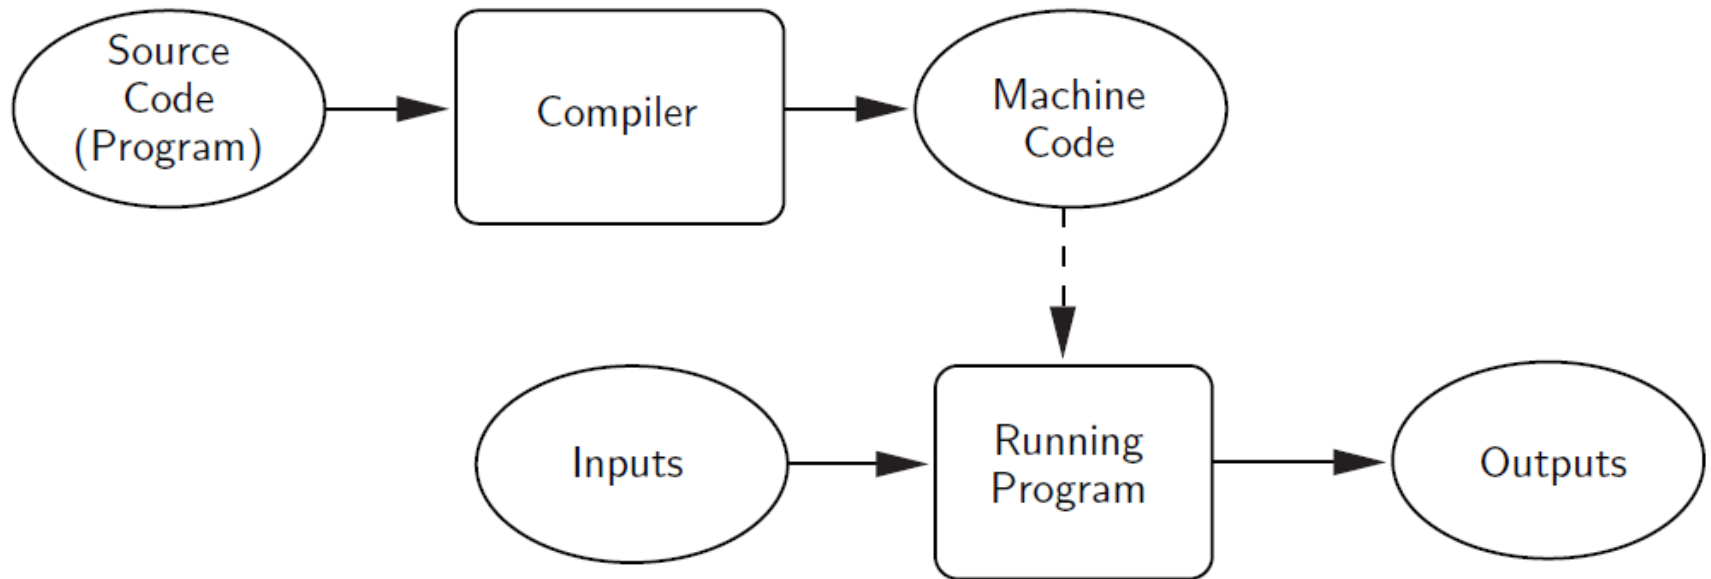 Source
Code
(Program)
Compiler
Machine
Code
Inputs
Running
Program
Outputs